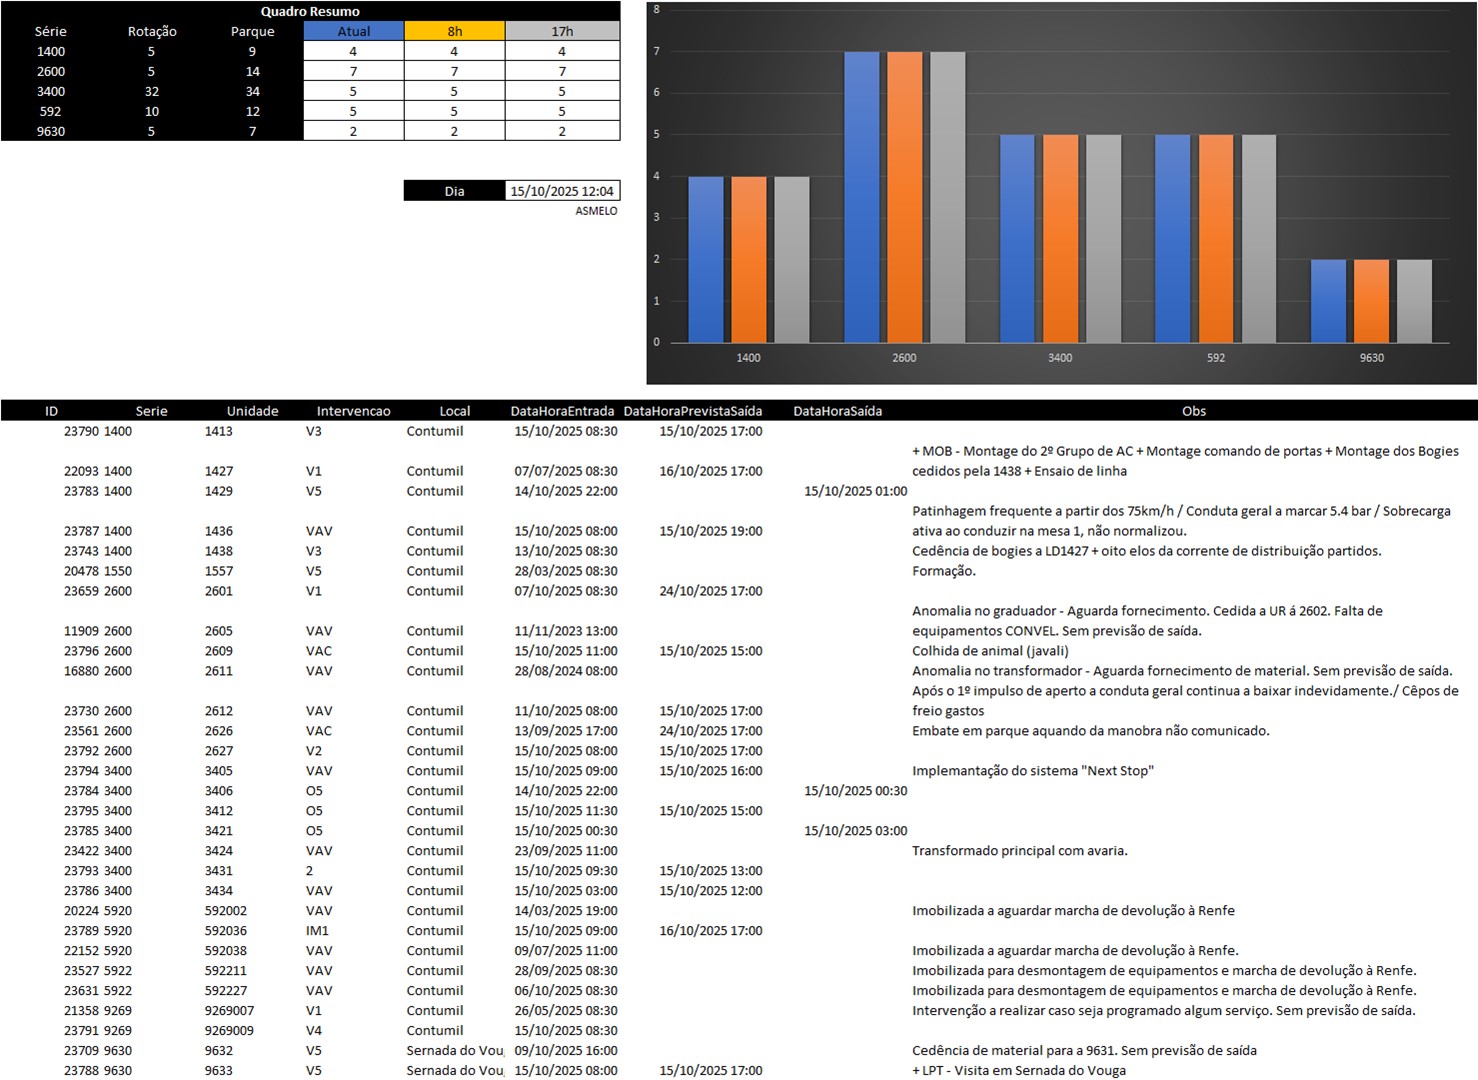 Quadro Resumo
Série Rotação Parque Atual 8h 17h
1400 5 9 4 4 4
2600 5 14 7 7 7
3400 32 34 5 5 5
592 10 12 5 5 5
9630 5 7 2 2 2
Dia 15/10/2025 12:04
ASMELO
8
7
6
5
4
3
2
1
0
1400 2600 3400 592 9630
ID Serie Unidade Intervencao Local DataHoraEntrada DataHoraPrevistaSaída DataHoraSaída Obs
23790 1400 1413 V3 Contumil 15/10/2025 08:30 15/10/2025 17:00
+ MOB - Montage do 2º Grupo de AC + Montage comando de portas + Montage dos Bogies
22093 1400 1427 V1 Contumil 07/07/2025 08:30 16/10/2025 17:00 cedidos pela 1438 + Ensaio de linha
23783 1400 1429 V5 Contumil 14/10/2025 22:00 15/10/2025 01:00
Patinhagem frequente a partir dos 75km/h / Conduta geral a marcar 5.4 bar / Sobrecarga
23787 1400 1436 VAV Contumil 15/10/2025 08:00 15/10/2025 19:00 ativa ao conduzir na mesa 1, não normalizou.
23743 1400 1438 V3 Contumil 13/10/2025 08:30 Cedência de bogies a LD1427 + oito elos da corrente de distribuição partidos.
20478 1550 1557 V5 Contumil 28/03/2025 08:30 Formação.
23659 2600 2601 V1 Contumil 07/10/2025 08:30 24/10/2025 17:00
Anomalia no graduador - Aguarda fornecimento. Cedida a UR á 2602. Falta de
11909 2600 2605 VAV Contumil 11/11/2023 13:00 equipamentos CONVEL. Sem previsão de saída.
23796 2600 2609 VAC Contumil 15/10/2025 11:00 15/10/2025 15:00 Colhida de animal (javali)
16880 2600 2611 VAV Contumil 28/08/2024 08:00 Anomalia no transformador - Aguarda fornecimento de material. Sem previsão de saída.
Após o 1º impulso de aperto a conduta geral continua a baixar indevidamente./ Cêpos de
23730 2600 2612 VAV Contumil 11/10/2025 08:00 15/10/2025 17:00 freio gastos
23561 2600 2626 VAC Contumil 13/09/2025 17:00 24/10/2025 17:00 Embate em parque aquando da manobra não comunicado.
23792 2600 2627 V2 Contumil 15/10/2025 08:00 15/10/2025 17:00
23794 3400 3405 VAV Contumil 15/10/2025 09:00 15/10/2025 16:00 Implemantação do sistema "Next Stop"
23784 3400 3406 O5 Contumil 14/10/2025 22:00 15/10/2025 00:30
23795 3400 3412 O5 Contumil 15/10/2025 11:30 15/10/2025 15:00
23785 3400 3421 O5 Contumil 15/10/2025 00:30 15/10/2025 03:00
23422 3400 3424 VAV Contumil 23/09/2025 11:00 Transformado principal com avaria.
23793 3400 3431 2 Contumil 15/10/2025 09:30 15/10/2025 13:00
23786 3400 3434 VAV Contumil 15/10/2025 03:00 15/10/2025 12:00
20224 5920 592002 VAV Contumil 14/03/2025 19:00 Imobilizada a aguardar marcha de devolução à Renfe
23789 5920 592036 IM1 Contumil 15/10/2025 09:00 16/10/2025 17:00
22152 5920 592038 VAV Contumil 09/07/2025 11:00 Imobilizada a aguardar marcha de devolução à Renfe.
23527 5922 592211 VAV Contumil 28/09/2025 08:30 Imobilizada para desmontagem de equipamentos e marcha de devolução à Renfe.
23631 5922 592227 VAV Contumil 06/10/2025 08:30 Imobilizada para desmontagem de equipamentos e marcha de devolução à Renfe.
21358 9269 9269007 V1 Contumil 26/05/2025 08:30 Intervenção a realizar caso seja programado algum serviço. Sem previsão de saída.
23791 9269 9269009 V4 Contumil 15/10/2025 08:30
23709 9630 9632 V5 Sernada do Vou 09/10/2025 16:00 Cedência de material para a 9631. Sem previsão de saída
23788 9630 9633 V5 Sernada do Vou 15/10/2025 08:00 15/10/2025 17:00 + LPT - Visita em Sernada do Vouga